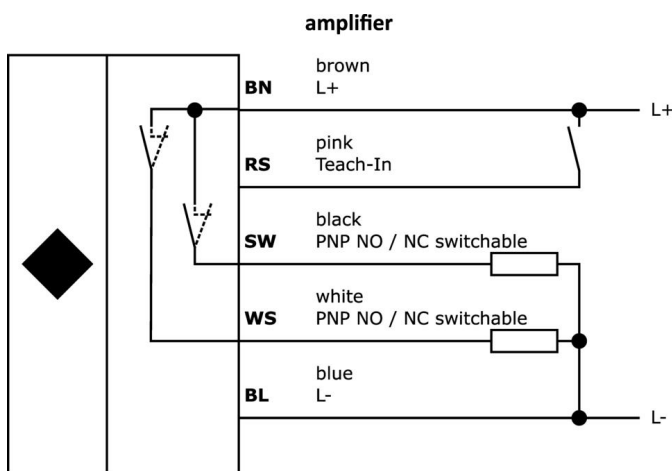 amplifier
brown
BN L+ L+
pink
RS Teach-In
black
SW PNP NO / NC switchable
white
WS PNP NO / NC switchable
blue
BL L- L-